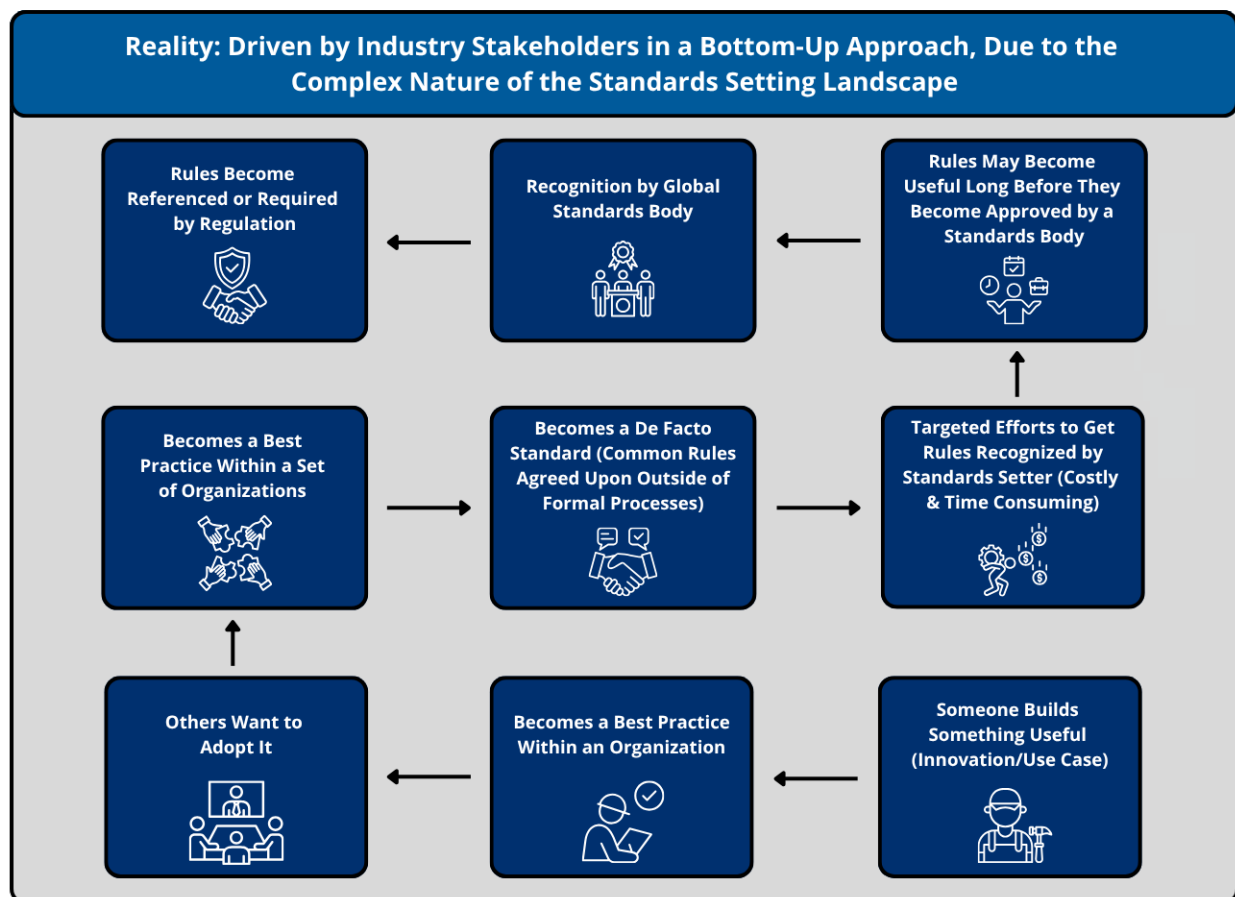 Reality: Driven by Industry Stakeholders in a Bottom-Up Approach, Due to the
Complex Nature of the Standards Setting Landscape
Rules Become
Referenced or Required
by Regulation
Recognition by Global
Standards Body
Rules May Become
Useful Long Before They
Become Approved by a
Standards Body
Becomes a Best
Practice Within a Set
of Organizations
Becomes a De Facto
Standard (Common Rules
Agreed Upon Outside of
Formal Processes)
Targeted Efforts to Get
Rules Recognized by
Standards Setter (Costly
& Time Consuming)
Others Want to
Adopt It
Becomes a Best Practice
Within an Organization
Someone Builds
Something Useful
(Innovation/Use Case)